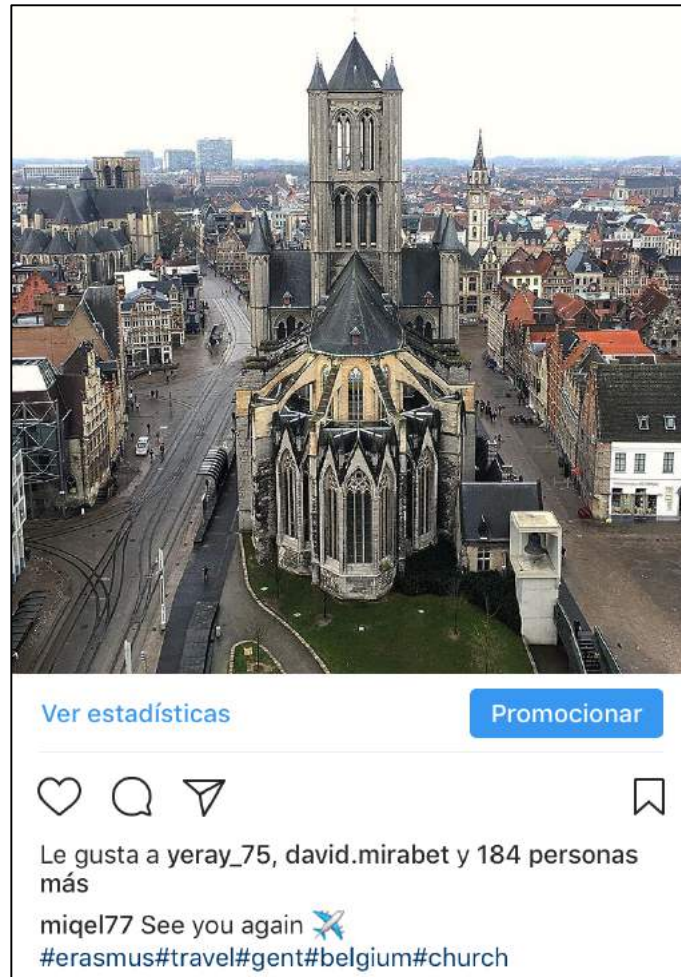 Ver estadísticas
Promocionar
Le gusta a yeray_75, david.mirabet y 184 personas
más
miqel77 See you again ✈️
#erasmus#travel#gent#belgium#church